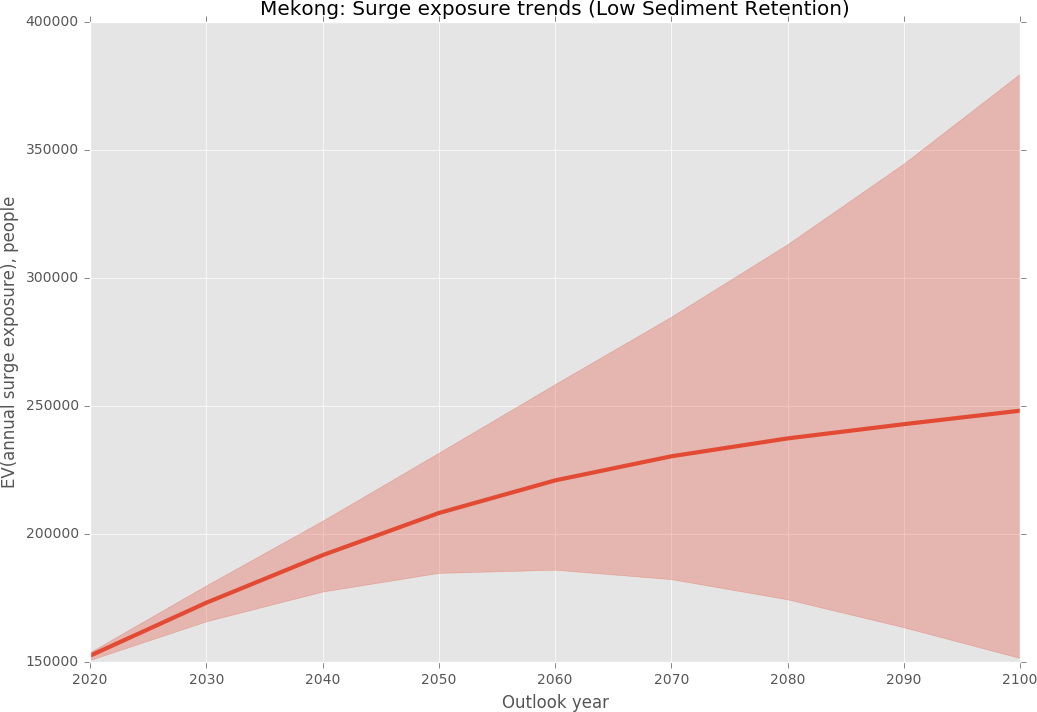 Mekong: Surge exposure trends (Low Sediment Retention)
400000
350000
300000
250000
200000
150000
EV(annual surge exposure), people
2020 2030 2040 2050 2060 2070 2080 2090 2100
Outlook year